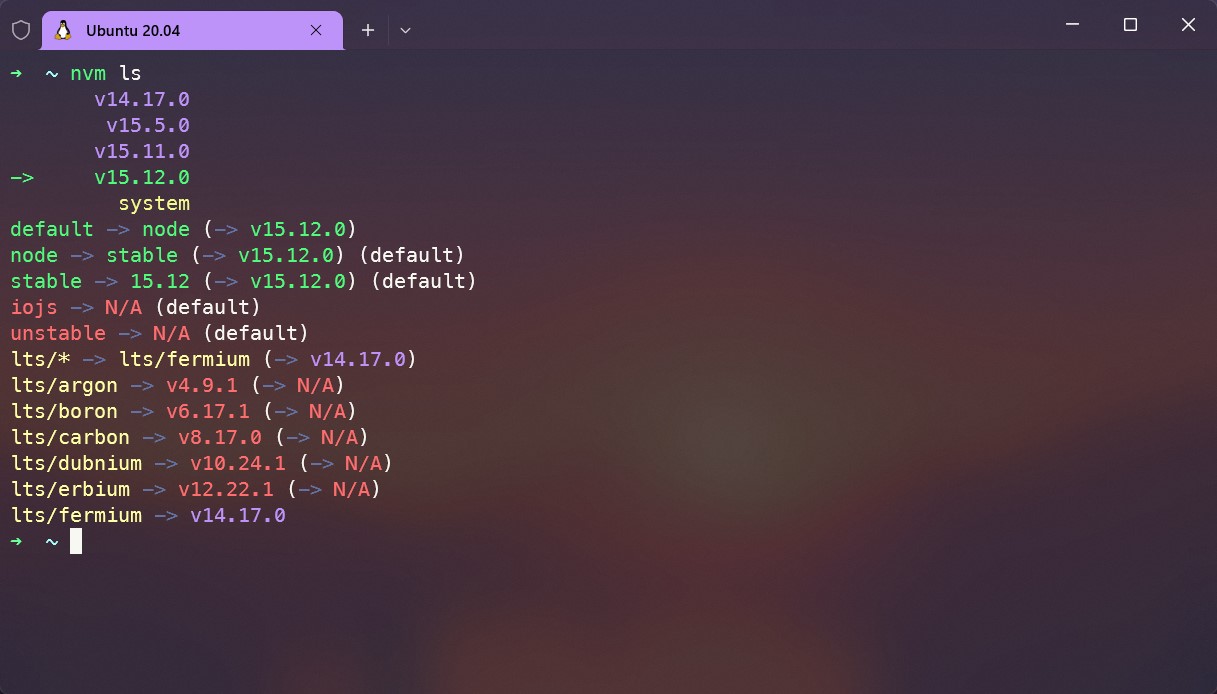 Ubuntu 20.04
➜  ~ nvm ls
       v14.17.0
        v15.5.0
       v15.11.0
->     v15.12.0
         system
default -> node (-> v15.12.0)
node -> stable (-> v15.12.0) (default)
stable -> 15.12 (-> v15.12.0) (default)
iojs -> N/A (default)
unstable -> N/A (default)
lts/* -> lts/fermium (-> v14.17.0)
lts/argon -> v4.9.1 (-> N/A)
lts/boron -> v6.17.1 (-> N/A)
lts/carbon -> v8.17.0 (-> N/A)
lts/dubnium -> v10.24.1 (-> N/A)
lts/erbium -> v12.22.1 (-> N/A)
lts/fermium -> v14.17.0
➜  ~